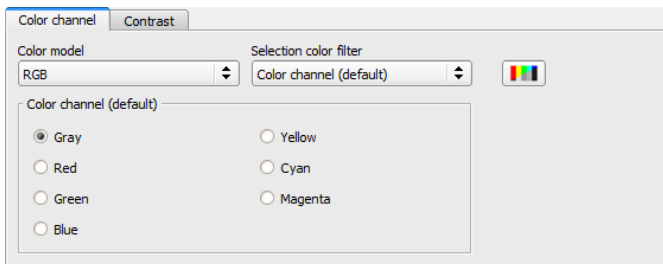 Color channel Contrast
Color model Selection color filter
RGB Color channel (default)
Color channel (default)
Gray Yellow
Red Cyan
Green Magenta
Blue